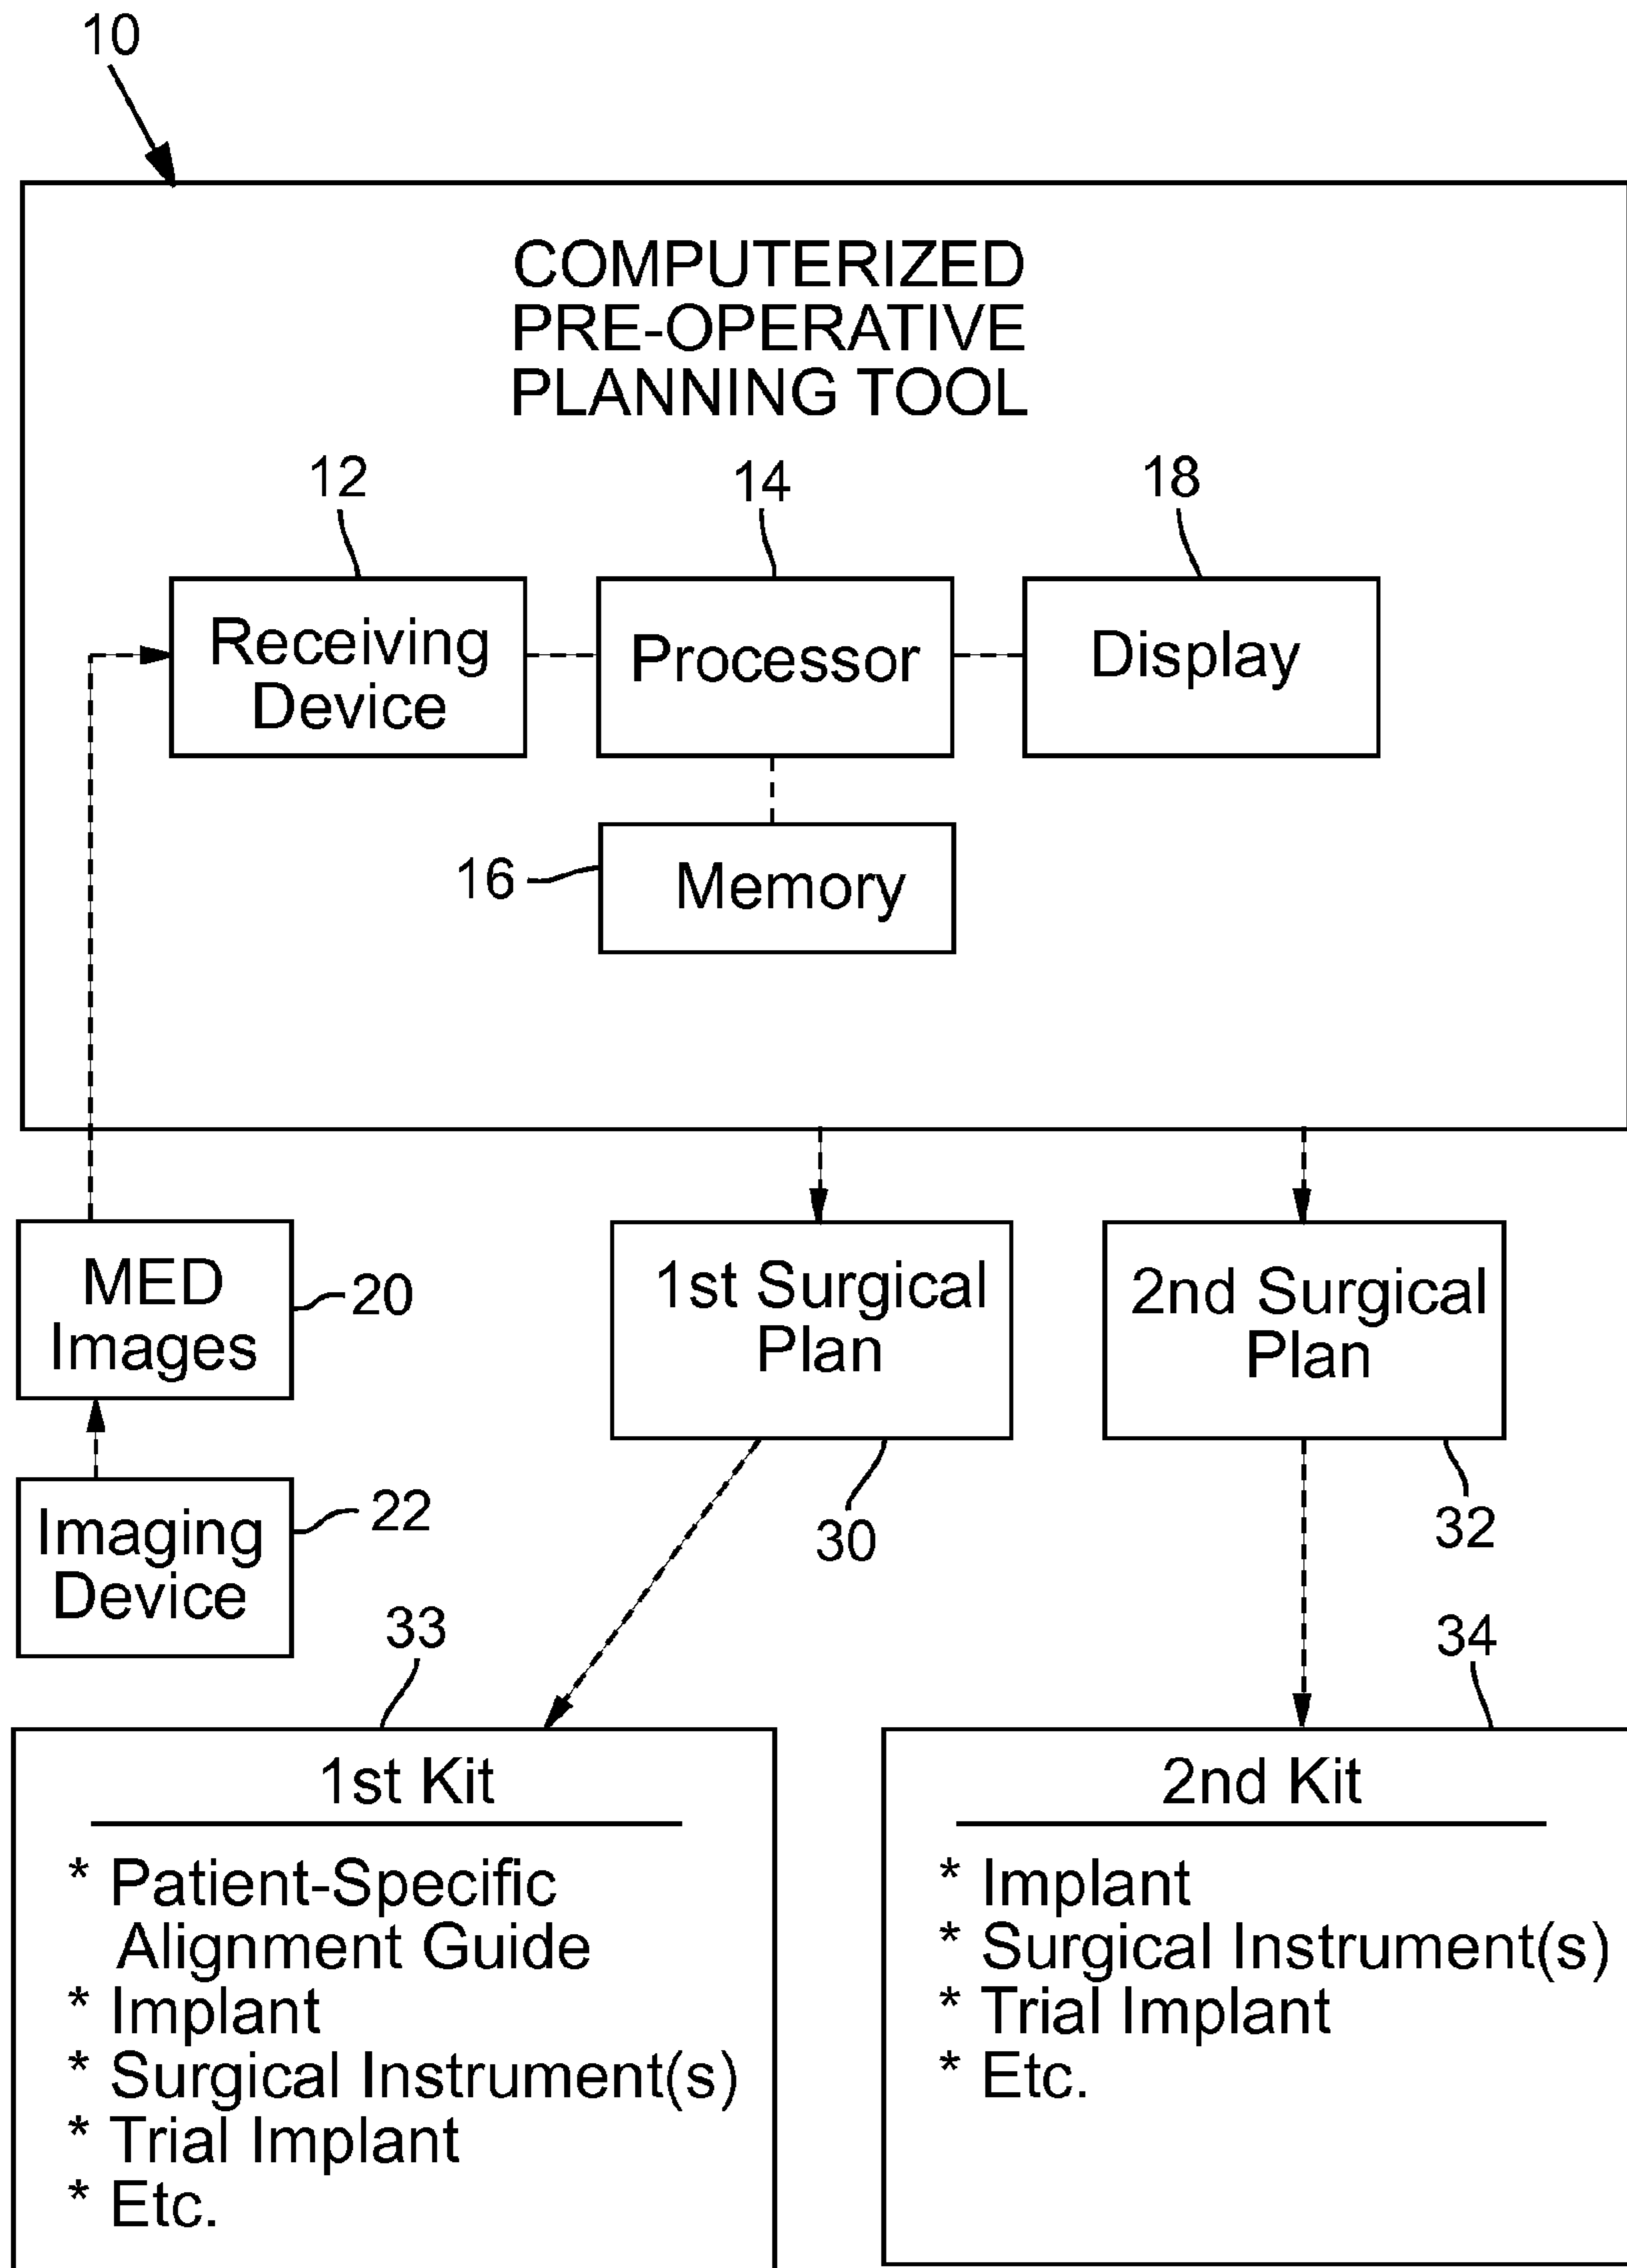 10
COMPUTERIZED
PRE-OPERATIVE
PLANNING TOOL
12
14
18
Receiving
Device
Processor
Display
16
Memory
MED
Images
20
1st Surgical
Plan
2nd Surgical
Plan
Imaging
Device
22
30
32
33
34
1st Kit
* Patient-Specific
Alignment Guide
* Implant
* Surgical Instrument(s)
* Trial Implant
* Etc.
2nd Kit
* Implant
* Surgical Instrument(s)
* Trial Implant
* Etc.